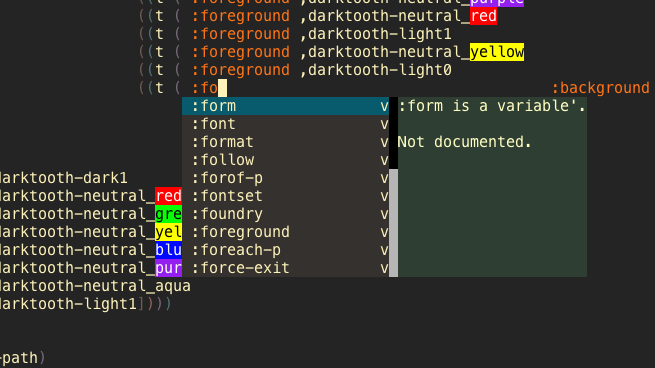 ((t ( :foreground ,darktooth-neutral_purple
((t ( :foreground ,darktooth-neutral_red
((t ( :foreground ,darktooth-light1
((t ( :foreground ,darktooth-neutral_yellow
((t ( :foreground ,darktooth-light0
((t ( :fo :background
:form v :form is a variable'.
:font v
:format v Not documented.
:follow v
darktooth-dark1 :forof-p v
darktooth-neutral_red :fontset v
darktooth-neutral_gre :foundry v
darktooth-neutral_yel :foreground v
darktooth-neutral_blu :foreach-p v
darktooth-neutral_pur :force-exit v
darktooth-neutral_aqua
darktooth-light1]))))
-path)